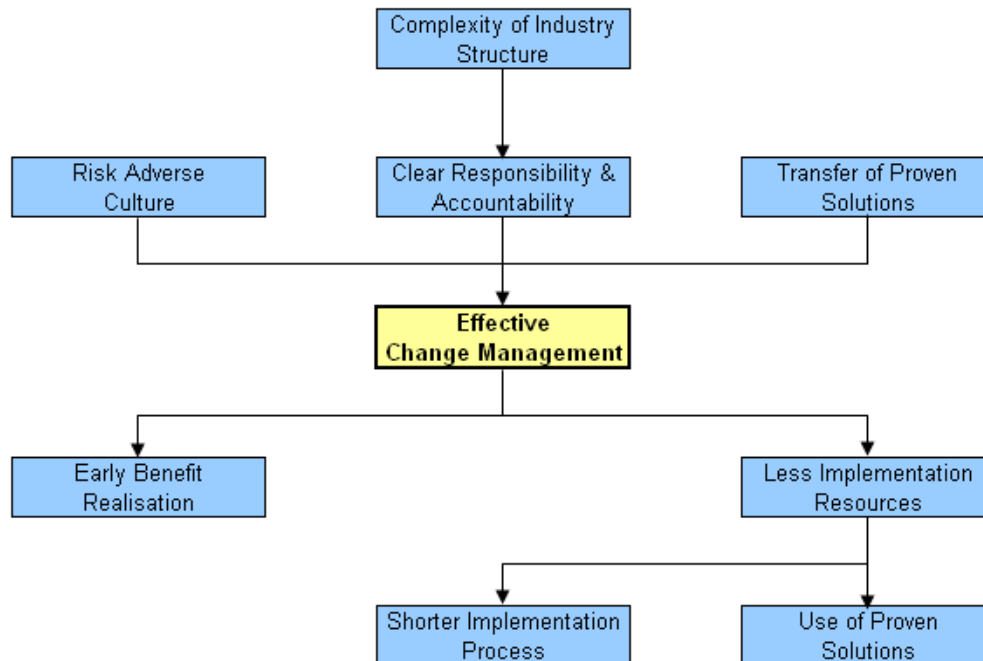 Complexity of Industry
Structure
Risk Adverse
Culture
Clear Responsibility &
Accountability
Transfer of Proven
Solutions
Effective
Change Management
Early Benefit
Realisation
Less Implementation
Resources
Shorter Implementation
Process
Use of Proven
Solutions